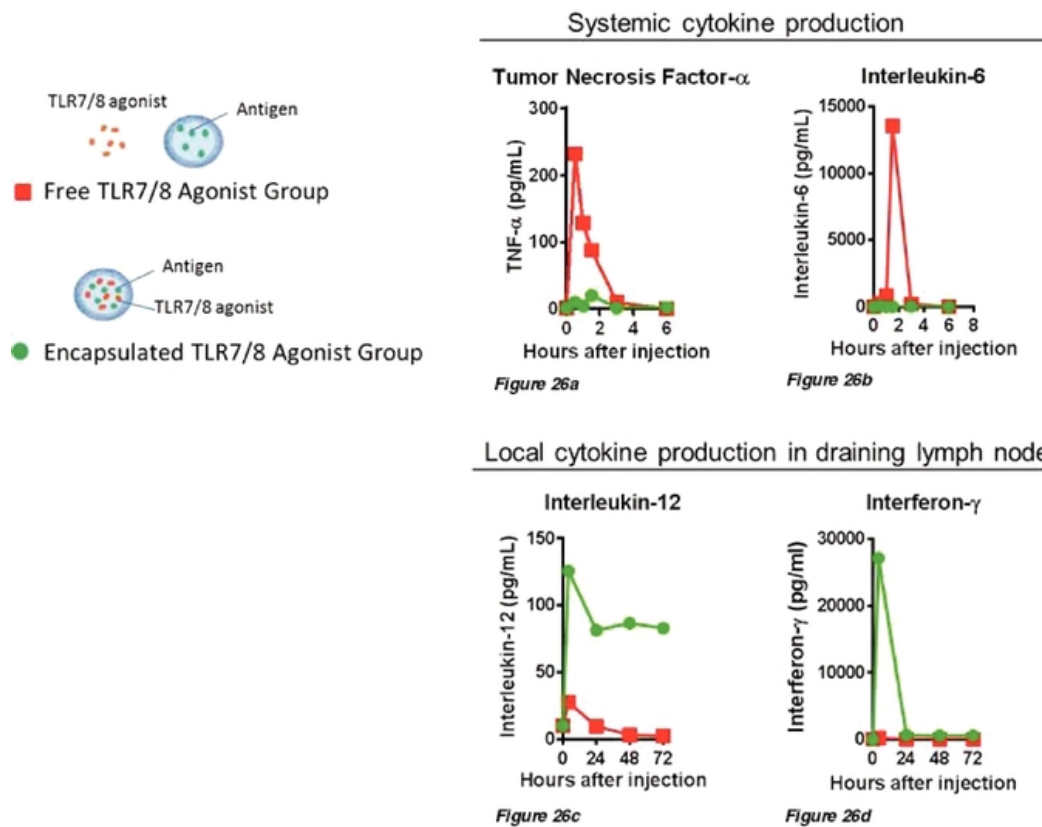 Systemic cytokine production
TLR7/8 agonist
Antigen
Free TLR7/8 Agonist Group
Antigen
TLR7/8 agonist
Encapsulated TLR7/8 Agonist Group
Tumor Necrosis Factor-α
300
200
100
0
TNF-α (pg/mL)
0 2 4 6
Hours after injection
Figure 26a
Interleukin-6
15000
10000
5000
0
Interleukin-6 (pg/mL)
0 2 4 6 8
Hours after injection
Figure 26b
Local cytokine production in draining lymph node
Interleukin-12
150
100
50
0
Interleukin-12 (pg/mL)
0 24 48 72
Hours after injection
Figure 26c
Interferon-γ
30000
20000
10000
0
Interferon-γ (pg/ml)
0 24 48 72
Hours after injection
Figure 26d